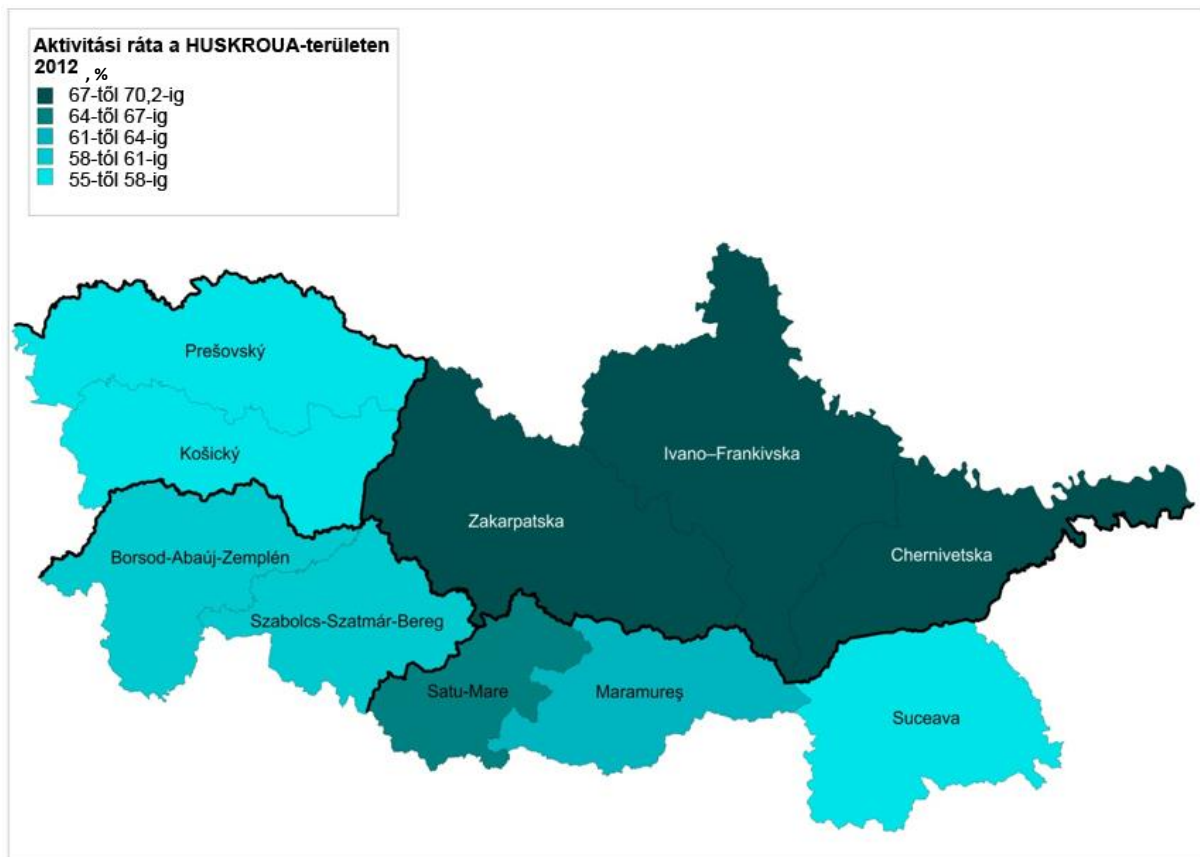 Aktivitási ráta a HUSKROUA-területen
2012 , %
67-től 70,2-ig
64-től 67-ig
61-től 64-ig
58-tól 61-ig
55-től 58-ig
Prešovský
Košický
Ivano–Frankivska
Zakarpatska
Chernivetska
Borsod-Abaúj-Zemplén
Szabolcs-Szatmár-Bereg
Satu-Mare
Maramureş
Suceava